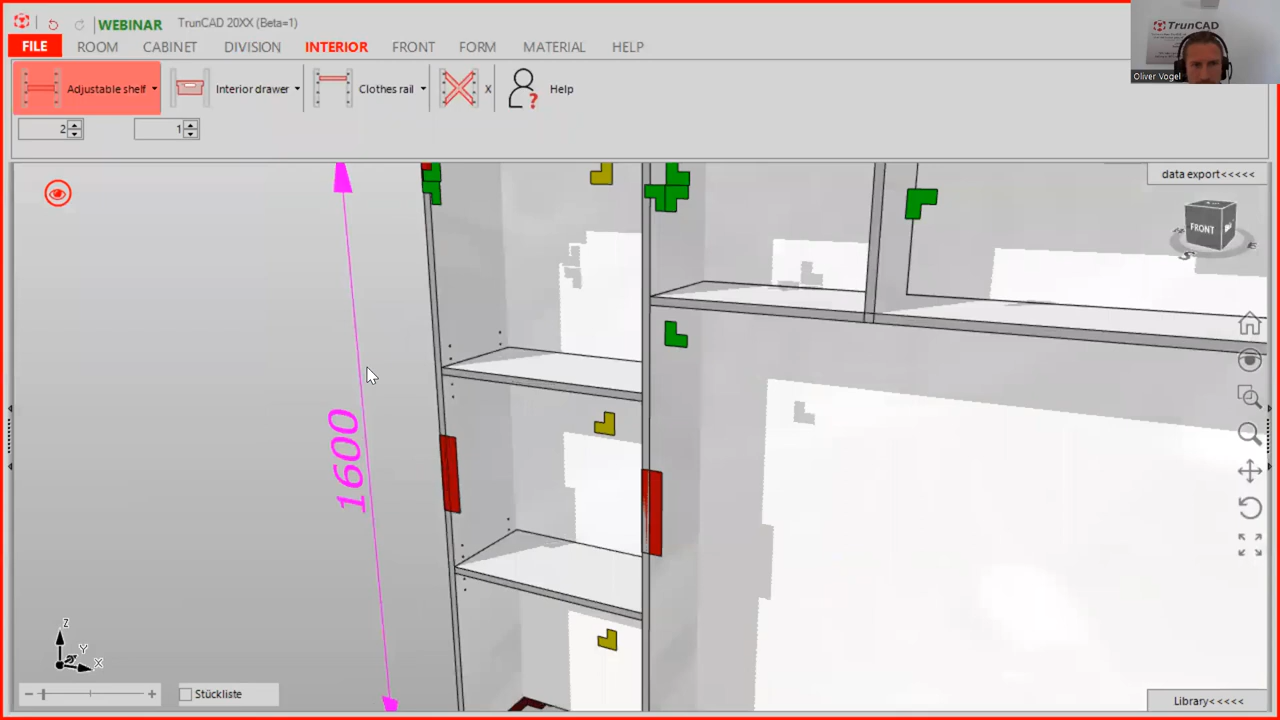 WEBINAR TrunCAD 20XX (Beta=1)
FILE ROOM CABINET DIVISION INTERIOR FRONT FORM MATERIAL HELP
TrunCAD
Oliver Vogel
Adjustable shelf Interior drawer Clothes rail X ? Help
2 1
data export<<<<<
FRONT
S
1600
Z
Y
X
Stückliste
Library<<<<<